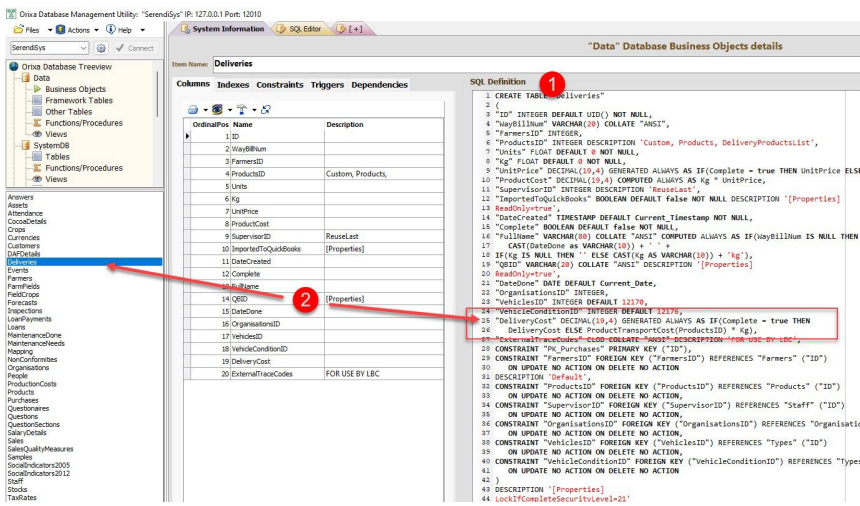 Orixa Database Management Utility: "SerendiSys" IP: 127.0.0.1 Port: 12010
Files Actions Help
SerendiSys Connect
Orixa Database Treeview
Data
Business Objects
Framework Tables
Other Tables
Functions/Procedures
Views
SystemDB
Tables
Functions/Procedures
Views
Answers
Assets
Attendance
CocoaDetails
Crops
Currencies
Customers
DAFDetails
Deliveries
Events
Farmers
FarmFields
FieldCrops
Forecasts
Inspections
LoanPayments
Loans
MaintenanceDone
MaintenanceNeeds
Mapping
NonConformities
Organisations
People
ProductionCosts
Products
Purchases
Questionaires
Questions
QuestionSections
SalaryDetails
Sales
SalesQualityMeasures
Samples
SocialIndicators2005
SocialIndicators2012
Staff
Stocks
TaxRates
System Information SQL Editor [+]
"Data" Database Business Objects details
Item Name: Deliveries
Columns Indexes Constraints Triggers Dependencies
OrdinalPos Name Description
1 ID
2 WayBillNum
3 FarmersID
4 ProductsID Custom, Products,
5 Units
6 Kg
7 UnitPrice
8 ProductCost
9 SupervisorID ReuseLast
10 ImportedToQuickBooks [Properties]
11 DateCreated
12 Complete
FullName
14 QBID [Properties]
15 DateDone
16 OrganisationsID
17 VehiclesID
18 VehicleConditionID
19 DeliveryCost
20 ExternalTraceCodes FOR USE BY LBC
2
SQL Definition
1
1 CREATE TABLE "Deliveries"
2 (
3 "ID" INTEGER DEFAULT UID() NOT NULL,
4 "WayBillNum" VARCHAR(20) COLLATE "ANSI",
5 "FarmersID" INTEGER,
6 "ProductsID" INTEGER DESCRIPTION 'Custom, Products, DeliveryProductsList',
7 "Units" FLOAT DEFAULT 0 NOT NULL,
8 "Kg" FLOAT DEFAULT 0 NOT NULL,
9 "UnitPrice" DECIMAL(19,4) GENERATED ALWAYS AS IF(Complete = true THEN UnitPrice ELSE
10 "ProductCost" DECIMAL(19,4) COMPUTED ALWAYS AS Kg * UnitPrice,
11 "SupervisorID" INTEGER DESCRIPTION 'ReuseLast',
12 "ImportedToQuickBooks" BOOLEAN DEFAULT false NOT NULL DESCRIPTION '[Properties]
13 ReadOnly=true',
14 "DateCreated" TIMESTAMP DEFAULT Current_Timestamp NOT NULL,
15 "Complete" BOOLEAN DEFAULT false NOT NULL,
16 "FullName" VARCHAR(80) COLLATE "ANSI" COMPUTED ALWAYS AS IF(WayBillNum IS NULL THEN
17 CAST(DateDone as VARCHAR(10)) + ' ' +
18 IF(Kg IS NULL THEN '' ELSE CAST(Kg AS VARCHAR(10)) + 'kg'),
19 "QBID" VARCHAR(20) COLLATE "ANSI" DESCRIPTION '[Properties]
20 ReadOnly=true',
21 "DateDone" DATE DEFAULT Current_Date,
22 "OrganisationsID" INTEGER,
23 "VehiclesID" INTEGER DEFAULT 12170,
24 "VehicleConditionID" INTEGER DEFAULT 12176,
25 "DeliveryCost" DECIMAL(19,4) GENERATED ALWAYS AS IF(Complete = true THEN
26 DeliveryCost ELSE ProductTransportCost(ProductsID) * Kg),
27 "ExternalTraceCodes" CLOB COLLATE "ANSI" DESCRIPTION 'FOR USE BY LBC',
28 CONSTRAINT "PK_Purchases" PRIMARY KEY ("ID"),
29 CONSTRAINT "FarmersID" FOREIGN KEY ("FarmersID") REFERENCES "Farmers" ("ID")
30 ON UPDATE NO ACTION ON DELETE NO ACTION
31 DESCRIPTION 'Default',
32 CONSTRAINT "ProductsID" FOREIGN KEY ("ProductsID") REFERENCES "Products" ("ID")
33 ON UPDATE NO ACTION ON DELETE NO ACTION,
34 CONSTRAINT "SupervisorID" FOREIGN KEY ("SupervisorID") REFERENCES "Staff" ("ID")
35 ON UPDATE NO ACTION ON DELETE NO ACTION,
36 CONSTRAINT "OrganisationsID" FOREIGN KEY ("OrganisationsID") REFERENCES "Organisatio
37 ON UPDATE NO ACTION ON DELETE NO ACTION,
38 CONSTRAINT "VehiclesID" FOREIGN KEY ("VehiclesID") REFERENCES "Types" ("ID")
39 ON UPDATE NO ACTION ON DELETE NO ACTION,
40 CONSTRAINT "VehicleConditionID" FOREIGN KEY ("VehicleConditionID") REFERENCES "Types
41 ON UPDATE NO ACTION ON DELETE NO ACTION
42 )
43 DESCRIPTION '[Properties]
44 LockIfCompleteSecurityLevel=21'